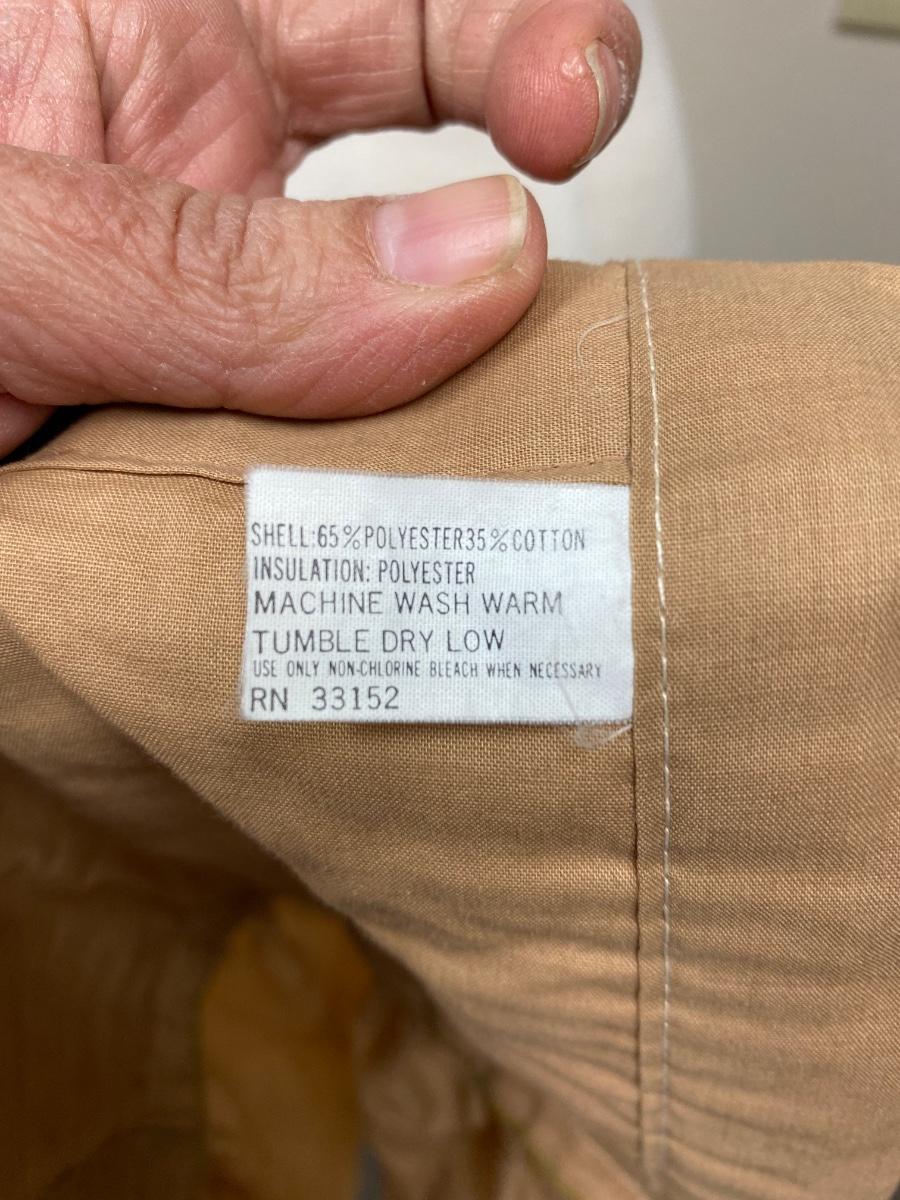 SHELL:65%POLYESTER35%COTTON
INSULATION: POLYESTER
MACHINE WASH WARM
TUMBLE DRY LOW
USE ONLY NON-CHLORINE BLEACH WHEN NECESSARY
RN 33152